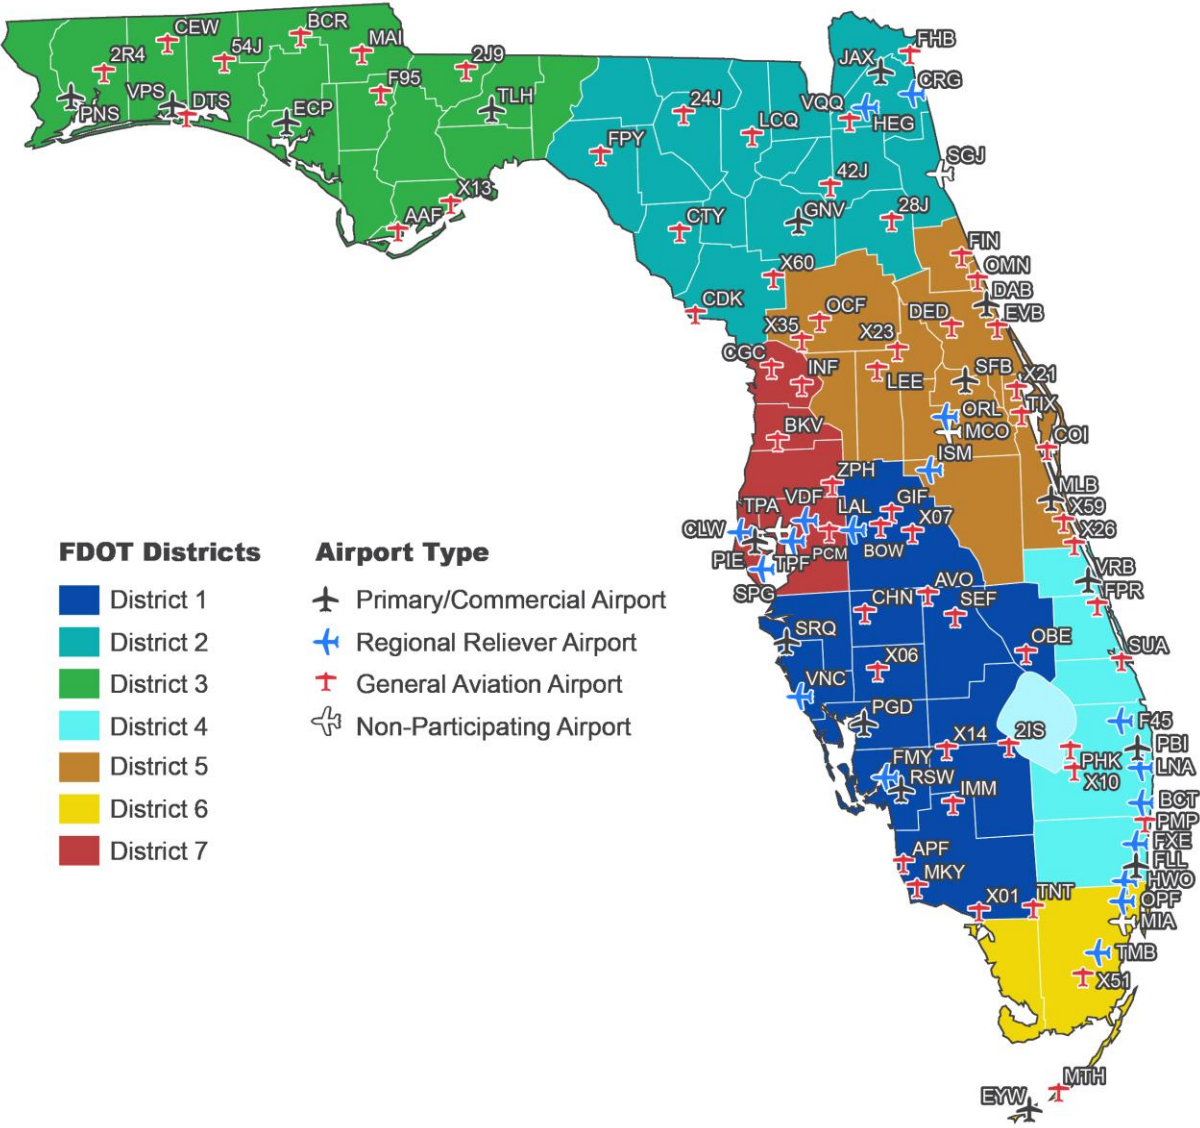 CEW
BCR
2R4
54J
MAI
2J9
FHB
JAX
CRG
VPS
DTS
F95
TLH
PNS
ECP
24J
VQQ
HEG
LCQ
FPY
SGJ
42J
X13
AAF
CTY
GNV
28J
FIN
X60
OMN
CDK
DAB
OCF
DED
EVB
X35
X23
CGC
INF
LEE
SFB
X21
ORL
TIX
BKV
MCO
COI
ISM
ZPH
MLB
TPA
VDF
LAL
GIF
X07
X59
CLW
X26
PIE
TPF
PCM
BOW
SPG
VRB
AVO
FPR
CHN
SEF
SRQ
OBE
SUA
X06
VNC
PGD
F45
X14
2IS
PBI
FMY
RSW
PHK
LNA
X10
IMM
BCT
PMP
FXE
APF
FLL
MKY
HWO
X01
TNT
OPF
MIA
TMB
X51
MTH
EYW
FDOT Districts
District 1
District 2
District 3
District 4
District 5
District 6
District 7
Airport Type
Primary/Commercial Airport
Regional Reliever Airport
General Aviation Airport
Non-Participating Airport